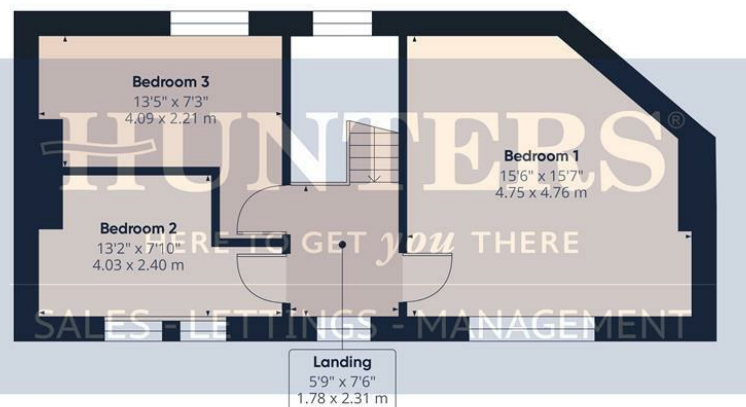 Bedroom 3
13'5" x 7'3"
4.09 x 2.21 m
HUNTERS®
Bedroom 1
15'6" x 15'7"
4.75 x 4.76 m
Bedroom 2
13'2" x 7'10"
4.03 x 2.40 m
HERE TO GET you THERE
SALES - LETTINGS - MANAGEMENT
Landing
5'9" x 7'6"
1.78 x 2.31 m